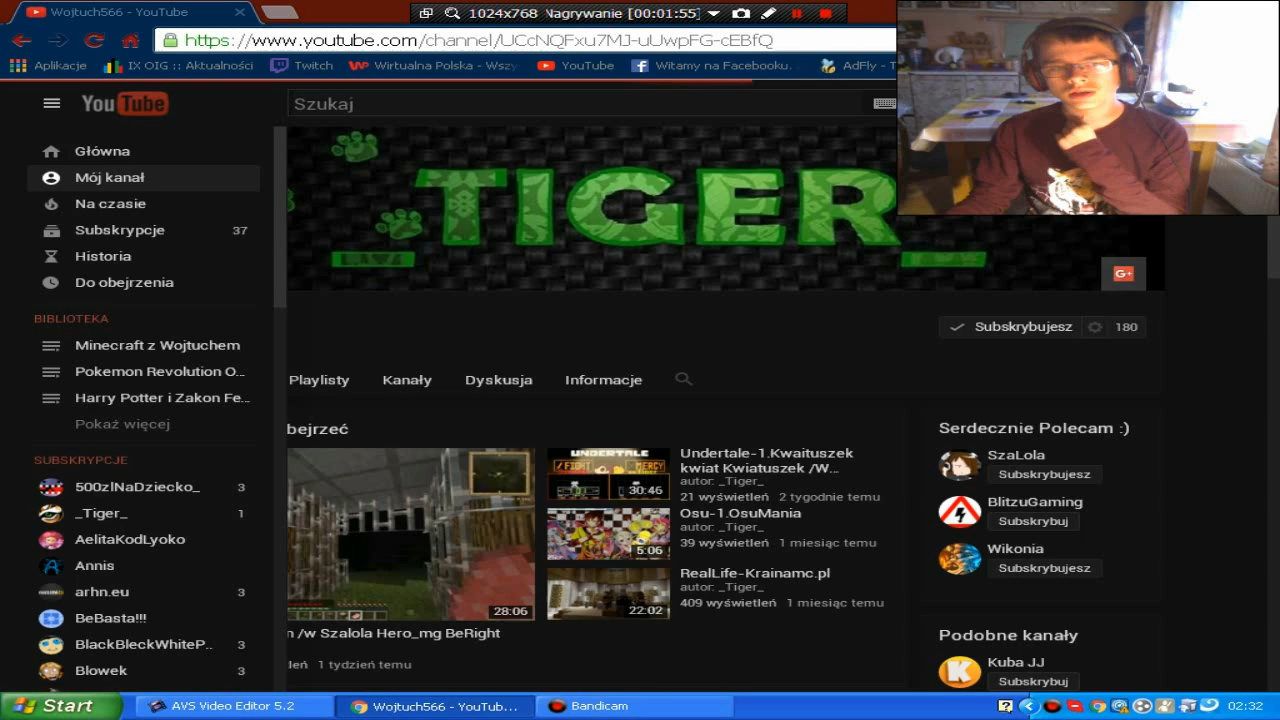 Wojtuch566 - YouTube
1024x768 Nagrywanie [00:01:55]
https://www.youtube.com/channel/UCcNQFxu7MJ-uUwpFG-cEBfQ
Aplikacje
IX OIG :: Aktualności
Twitch
Wirtualna Polska - Wszy
YouTube
Witamy na Facebooku.
AdFly - T
YouTube
Szukaj
Główna
Mój kanał
Na czasie
Subskrypcje 37
Historia
Do obejrzenia
BIBLIOTEKA
Minecraft z Wojtuchem
Pokemon Revolution O...
Harry Potter i Zakon Fe...
Pokaż więcej
SUBSKRYPCJE
500zlNaDziecko_ 3
_Tiger_ 1
AelitaKodLyoko
Annis
arhn.eu 3
BeBasta!!!
BlackBleckWhiteP.. 3
Blowek 3
_TIGER_
G+
Subskrybujesz 180
Playlisty
Kanały
Dyskusja
Informacje
bejrzeć
28:06
n /w Szalola Hero_mg BeRight
leń 1 tydzień temu
UNDERTALE
FIGHT
MERCY
30:46
Undertale-1.Kwaituszek
kwiat Kwiatuszek /W...
autor: _Tiger_
21 wyświetleń 2 tygodnie temu
5:06
Osu-1.OsuMania
autor: _Tiger_
39 wyświetleń 1 miesiąc temu
22:02
RealLife-Krainamc.pl
autor: _Tiger_
409 wyświetleń 1 miesiąc temu
Serdecznie Polecam :)
SzaLola
Subskrybujesz
BlitzuGaming
Subskrybuj
Wikonia
Subskrybujesz
Podobne kanały
Kuba JJ
Subskrybuj
Start
AVS Video Editor 5.2
Wojtuch566 - YouTub...
Bandicam
02:32